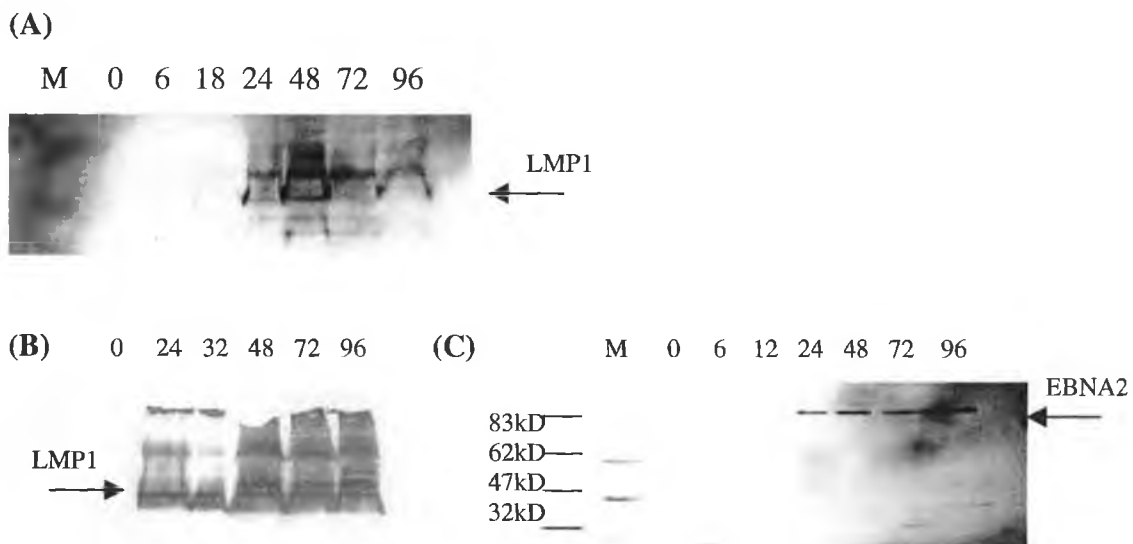 (A)
M 0 6 18 24 48 72 96
LMP1
(B) 0 24 32 48 72 96
LMP1
(C) M 0 6 12 24 48 72 96
EBNA2
83kD
62kD
47kD
32kD